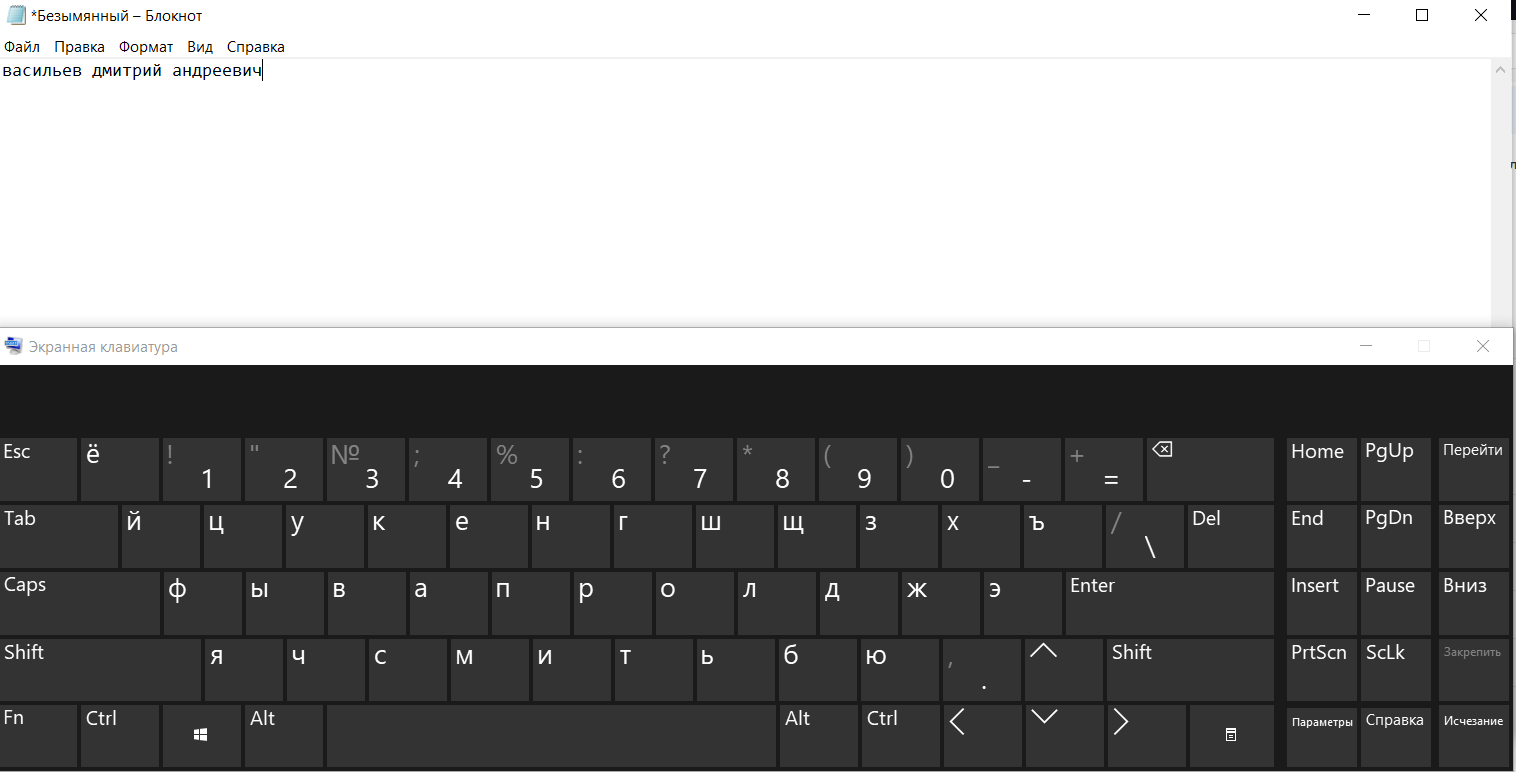 *Безымянный – Блокнот
Файл Правка Формат Вид Справка
васильев дмитрий андреевич
Экранная клавиатура
Esc ё ! 1 " 2 № 3 ; 4 % 5 : 6 ? 7 * 8 ( 9 ) 0 _ - + = Home PgUp Перейти
Tab й ц у к е н г ш щ з х ъ / \ Del End PgDn Вверх
Caps ф ы в а п р о л д ж э Enter Insert Pause Вниз
Shift я ч с м и т ь б ю , . Shift PrtScn ScLk Закрепить
Fn Ctrl Alt Alt Ctrl Параметры Справка Исчезание